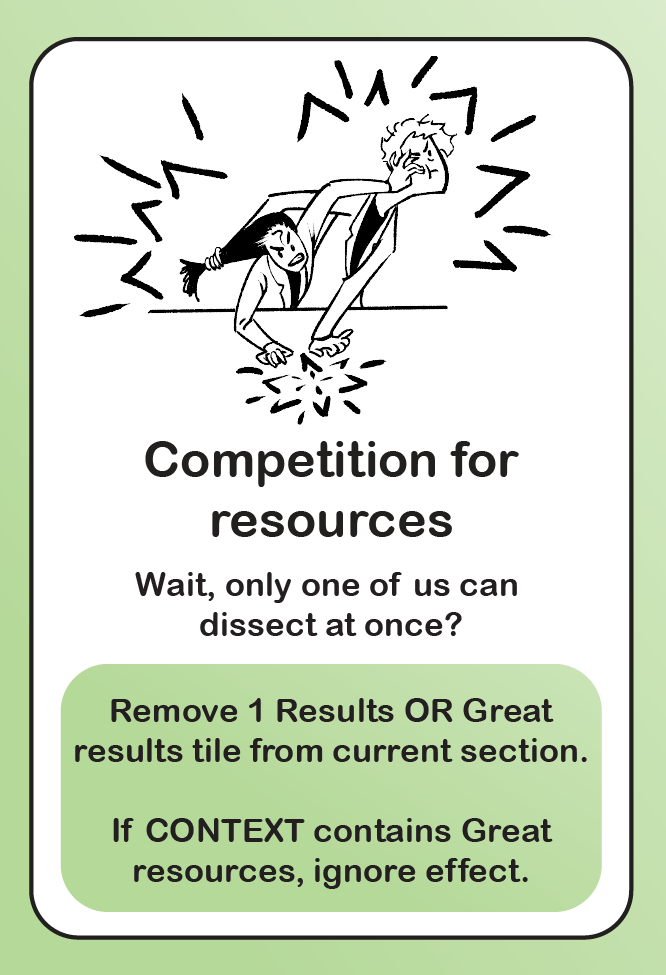 Competition for
resources
Wait, only one of us can
dissect at once?
Remove 1 Results OR Great
results tile from current section.
If CONTEXT contains Great
resources, ignore effect.